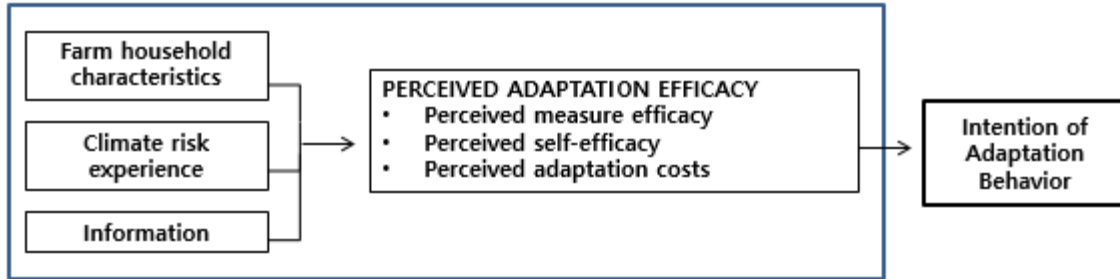 Farm household
characteristics
Climate risk
experience
Information
PERCEIVED ADAPTATION EFFICACY
• Perceived measure efficacy
• Perceived self-efficacy
• Perceived adaptation costs
Intention of
Adaptation
Behavior